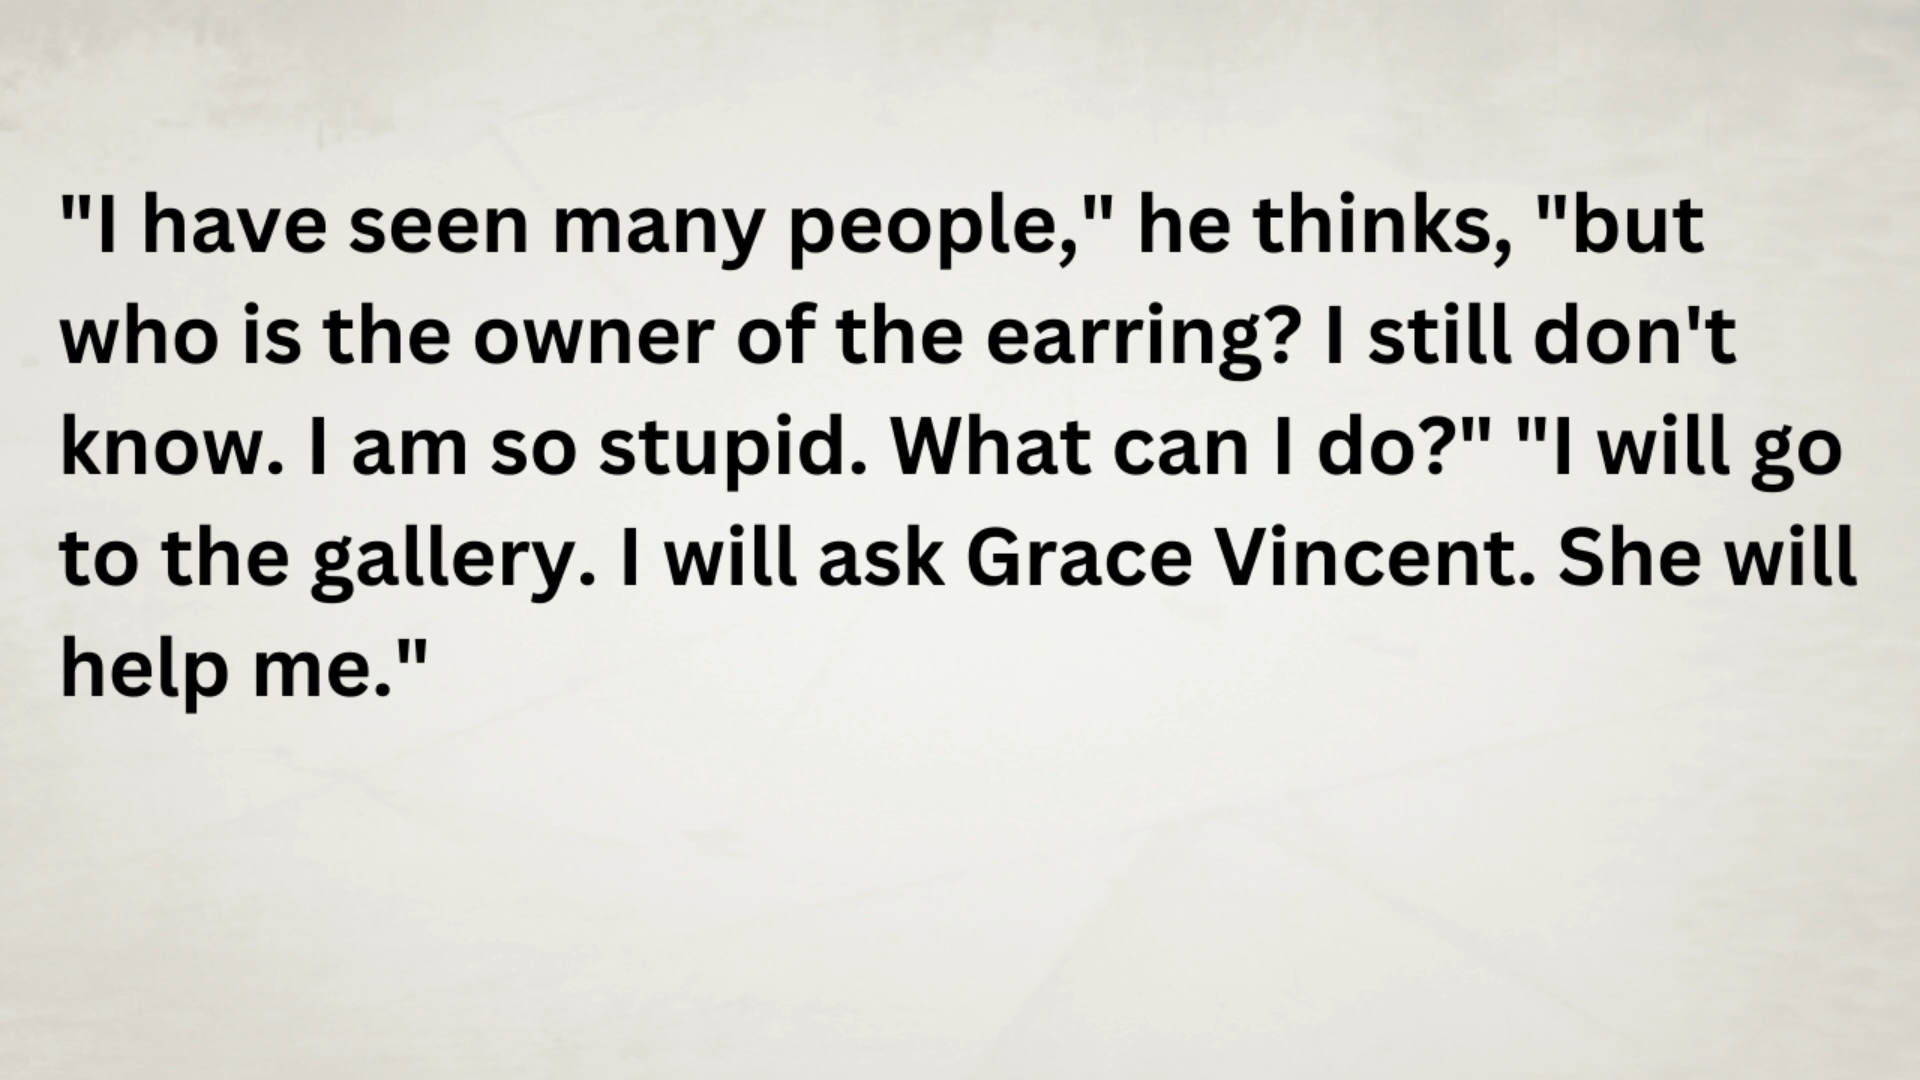 "I have seen many people," he thinks, "but
who is the owner of the earring? I still don't
know. I am so stupid. What can I do?" "I will go
to the gallery. I will ask Grace Vincent. She will
help me."